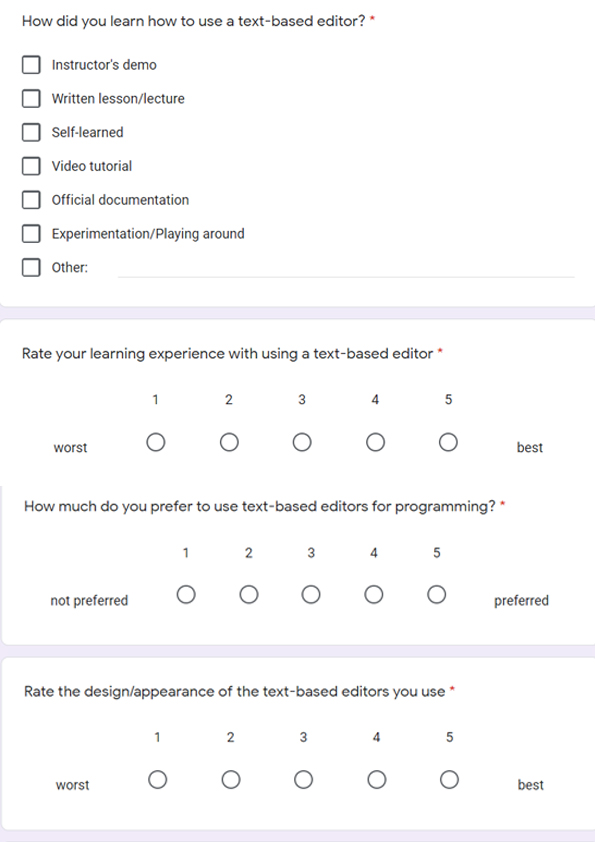 How did you learn how to use a text-based editor? *
Instructor's demo
Written lesson/lecture
Self-learned
Video tutorial
Official documentation
Experimentation/Playing around
Other:
Rate your learning experience with using a text-based editor *
1 2 3 4 5
worst best
How much do you prefer to use text-based editors for programming? *
1 2 3 4 5
not preferred preferred
Rate the design/appearance of the text-based editors you use *
1 2 3 4 5
worst best